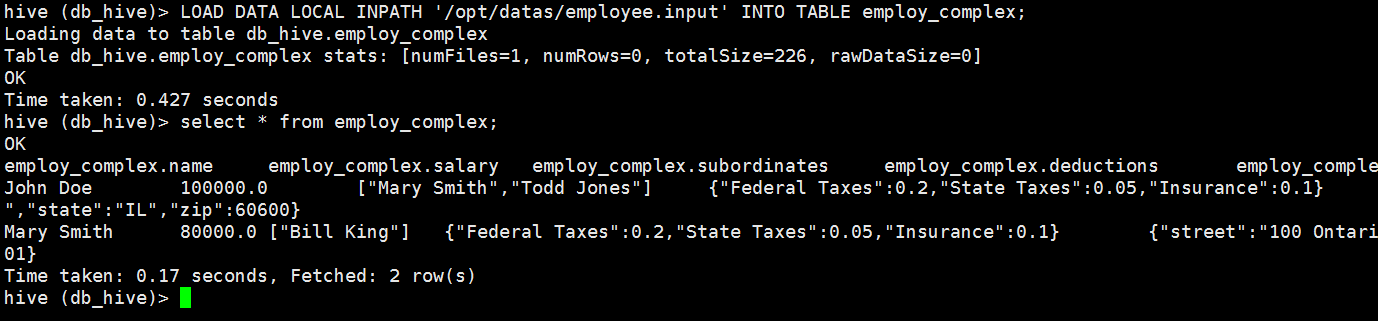 hive (db_hive)> LOAD DATA LOCAL INPATH '/opt/datas/employee.input' INTO TABLE employ_complex;
Loading data to table db_hive.employ_complex
Table db_hive.employ_complex stats: [numFiles=1, numRows=0, totalSize=226, rawDataSize=0]
OK
Time taken: 0.427 seconds
hive (db_hive)> select * from employ_complex;
OK
employ_complex.name employ_complex.salary employ_complex.subordinates employ_complex.deductions employ_comple
John Doe 100000.0 ["Mary Smith","Todd Jones"] {"Federal Taxes":0.2,"State Taxes":0.05,"Insurance":0.1}
","state":"IL","zip":60600}
Mary Smith 80000.0 ["Bill King"] {"Federal Taxes":0.2,"State Taxes":0.05,"Insurance":0.1} {"street":"100 Ontari
01}
Time taken: 0.17 seconds, Fetched: 2 row(s)
hive (db_hive)>